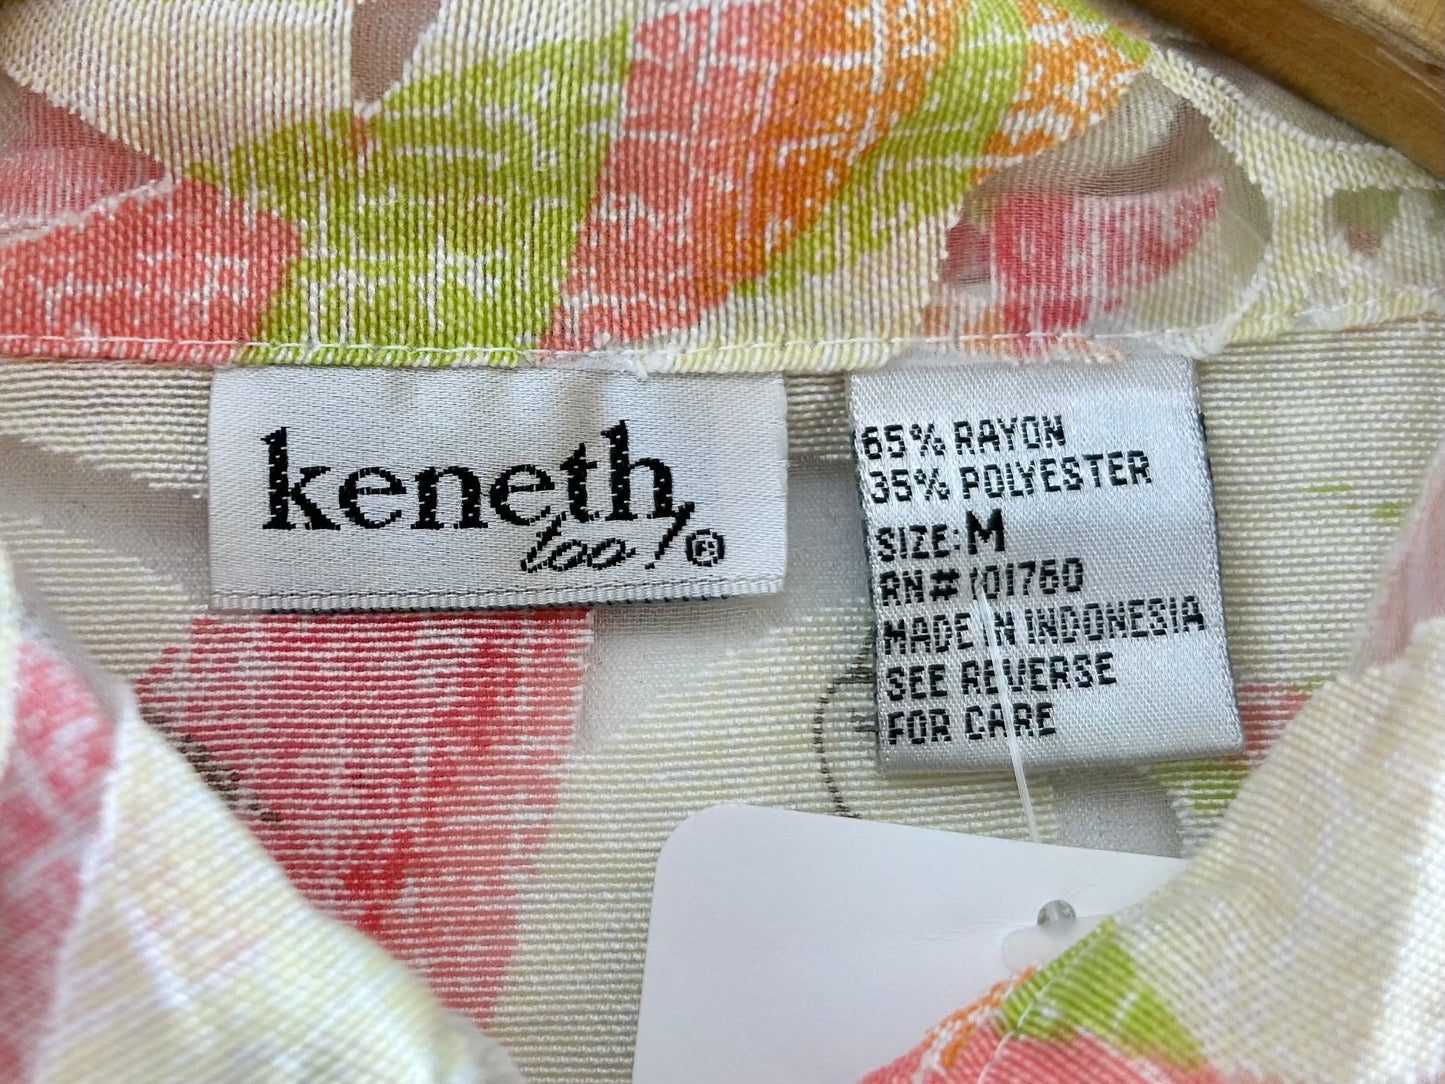 keneth
too! ®
65% RAYON
35% POLYESTER
SIZE: M
RN# 101760
MADE IN INDONESIA
SEE REVERSE
FOR CARE